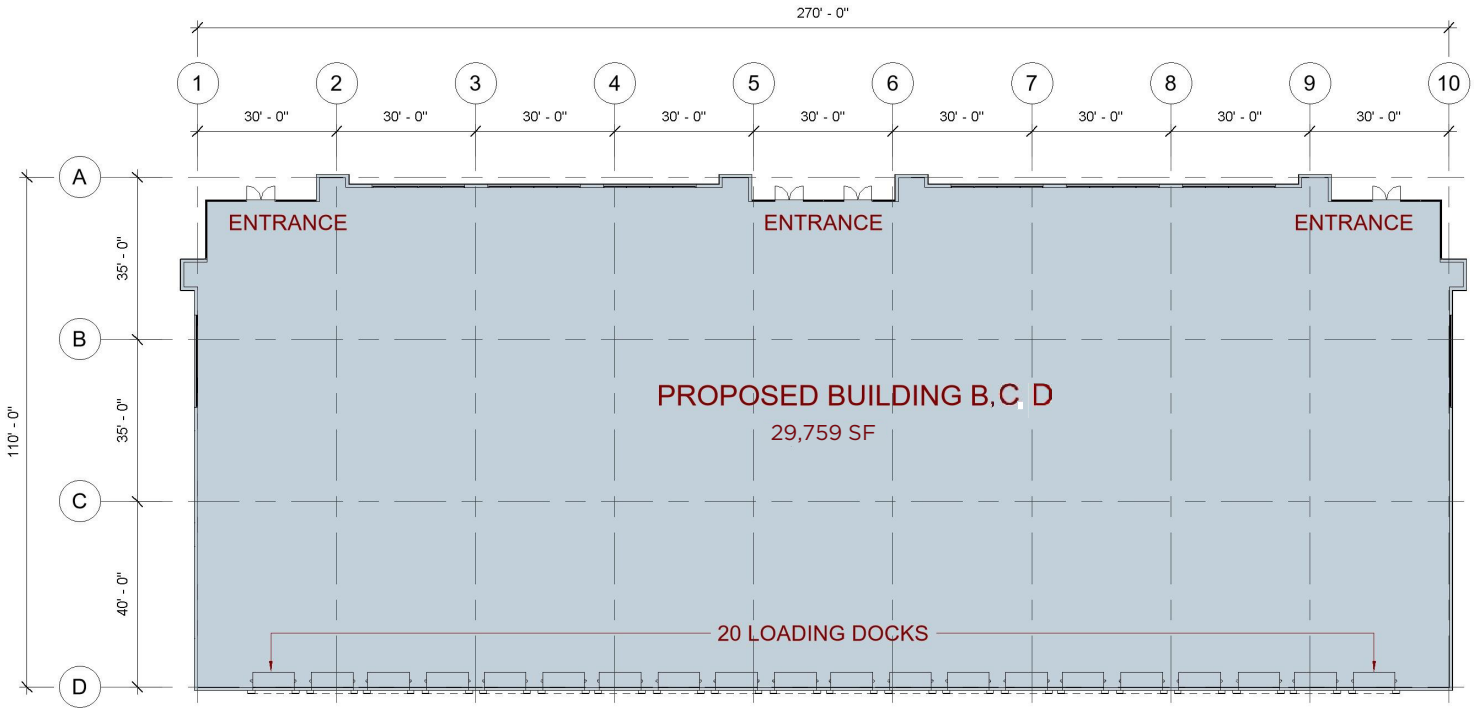 270' - 0"
1 2 3 4 5 6 7 8 9 10
30' - 0" 30' - 0" 30' - 0" 30' - 0" 30' - 0" 30' - 0" 30' - 0" 30' - 0" 30' - 0"
A
ENTRANCE ENTRANCE ENTRANCE
35' - 0"
B
PROPOSED BUILDING B,C, D
29,759 SF
35' - 0"
110' - 0"
C
40' - 0"
20 LOADING DOCKS
D